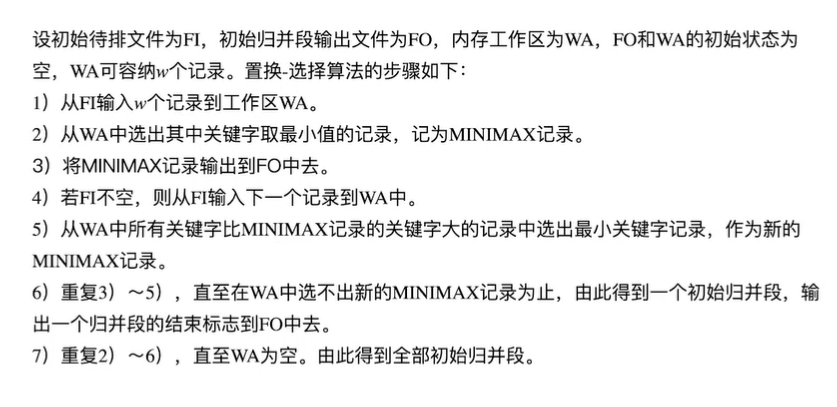 设初始待排文件为FI，初始归并段输出文件为FO，内存工作区为WA，FO和WA的初始状态为
空，WA可容纳w个记录。置换-选择算法的步骤如下：
1）从FI输入w个记录到工作区WA。
2）从WA中选出其中关键字取最小值的记录，记为MINIMAX记录。
3）将MINIMAX记录输出到FO中去。
4）若FI不空，则从FI输入下一个记录到WA中。
5）从WA中所有关键字比MINIMAX记录的关键字大的记录中选出最小关键字记录，作为新的
MINIMAX记录。
6）重复3）～5），直至在WA中选不出新的MINIMAX记录为止，由此得到一个初始归并段，输
出一个归并段的结束标志到FO中去。
7）重复2）～6），直至WA为空。由此得到全部初始归并段。